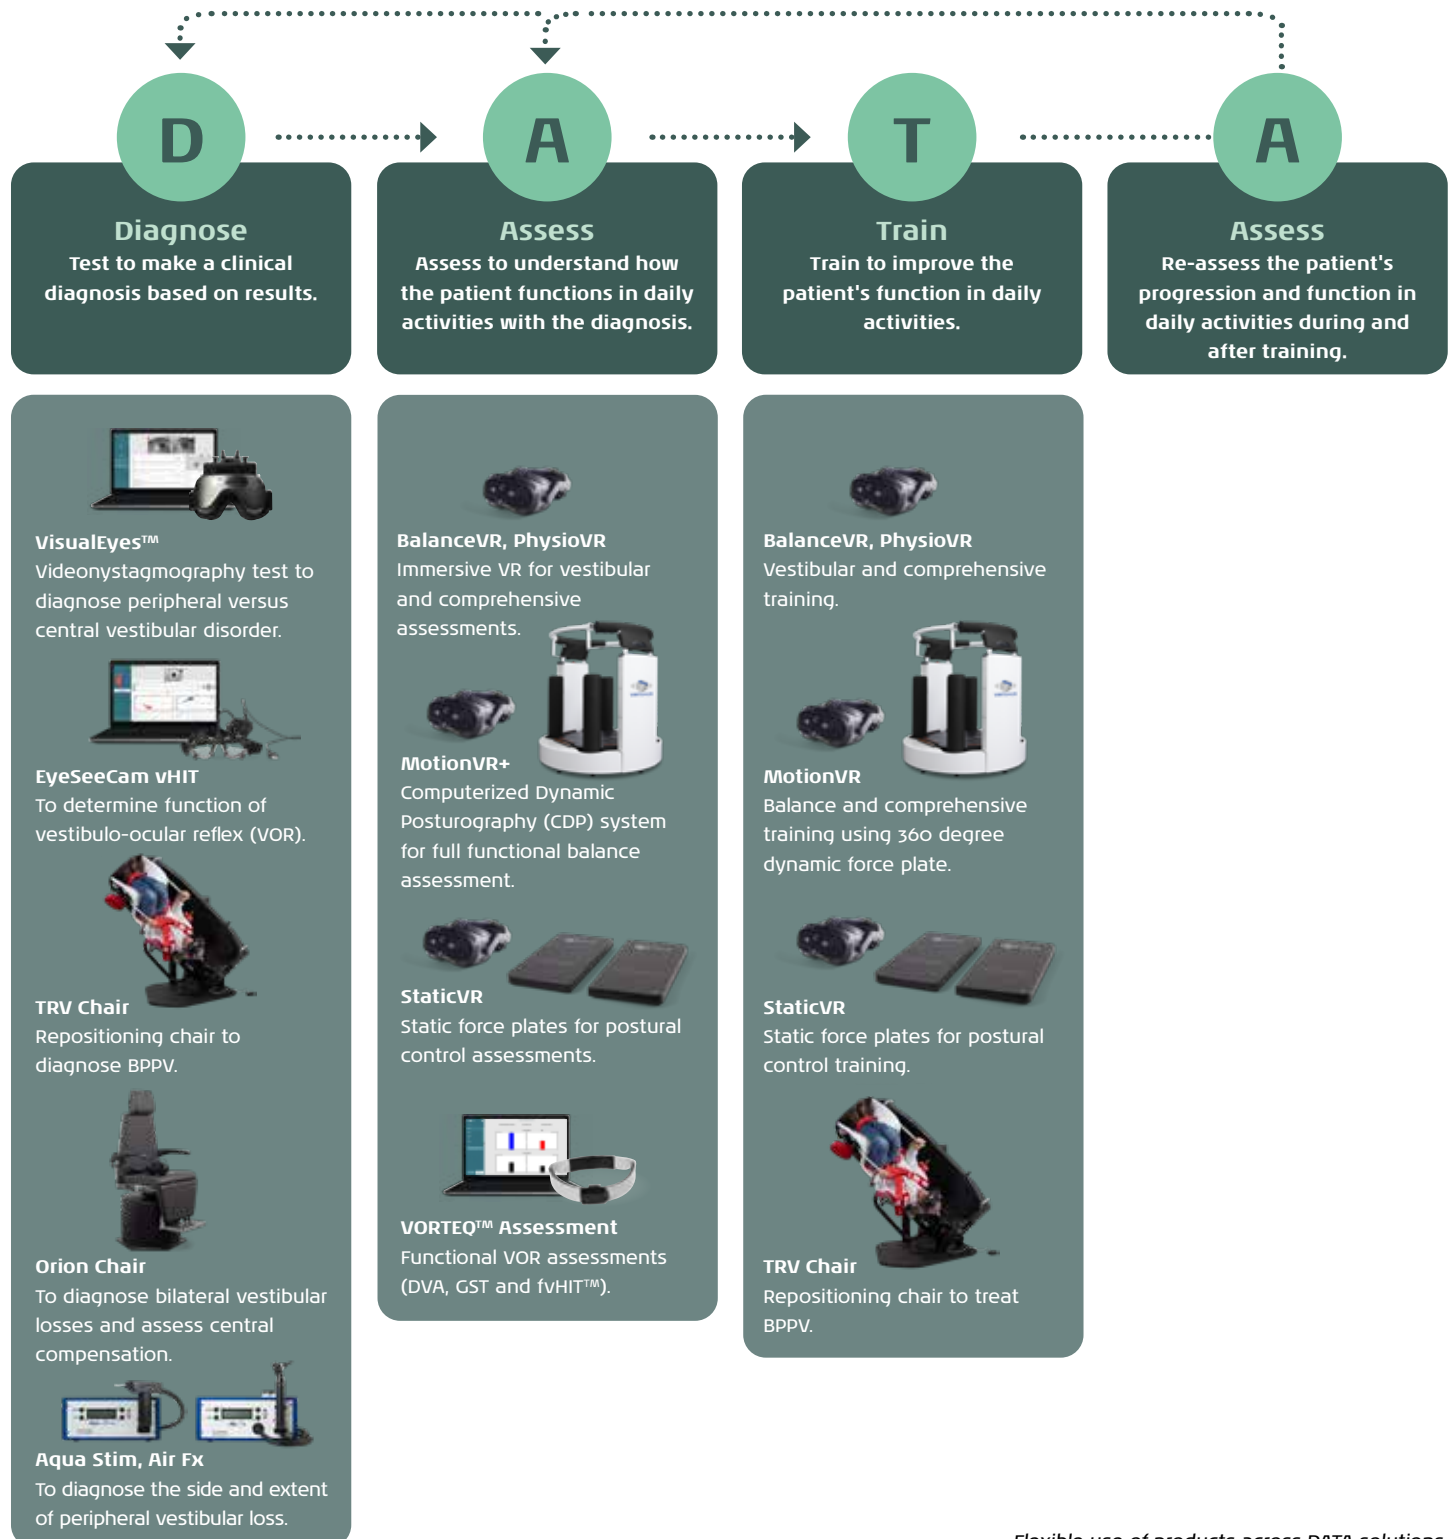 D
A
T
A
Diagnose
Test to make a clinical
diagnosis based on results.
Assess
Assess to understand how
the patient functions in daily
activities with the diagnosis.
Train
Train to improve the
patient's function in daily
activities.
Assess
Re-assess the patient's
progression and function in
daily activities during and
after training.
VisualEyes™
Videonystagmography test to
diagnose peripheral versus
central vestibular disorder.
EyeSeeCam vHIT
To determine function of
vestibulo-ocular reflex (VOR).
TRV Chair
Repositioning chair to
diagnose BPPV.
Orion Chair
To diagnose bilateral vestibular
losses and assess central
compensation.
Aqua Stim, Air Fx
To diagnose the side and extent
of peripheral vestibular loss.
BalanceVR, PhysioVR
Immersive VR for vestibular
and comprehensive
assessments.
MotionVR+
Computerized Dynamic
Posturography (CDP) system
for full functional balance
assessment.
StaticVR
Static force plates for postural
control assessments.
VORTEQ™ Assessment
Functional VOR assessments
(DVA, GST and fvHIT™).
BalanceVR, PhysioVR
Vestibular and comprehensive
training.
MotionVR
Balance and comprehensive
training using 360 degree
dynamic force plate.
StaticVR
Static force plates for postural
control training.
TRV Chair
Repositioning chair to treat
BPPV.
Flexible use of products across DATA solutions